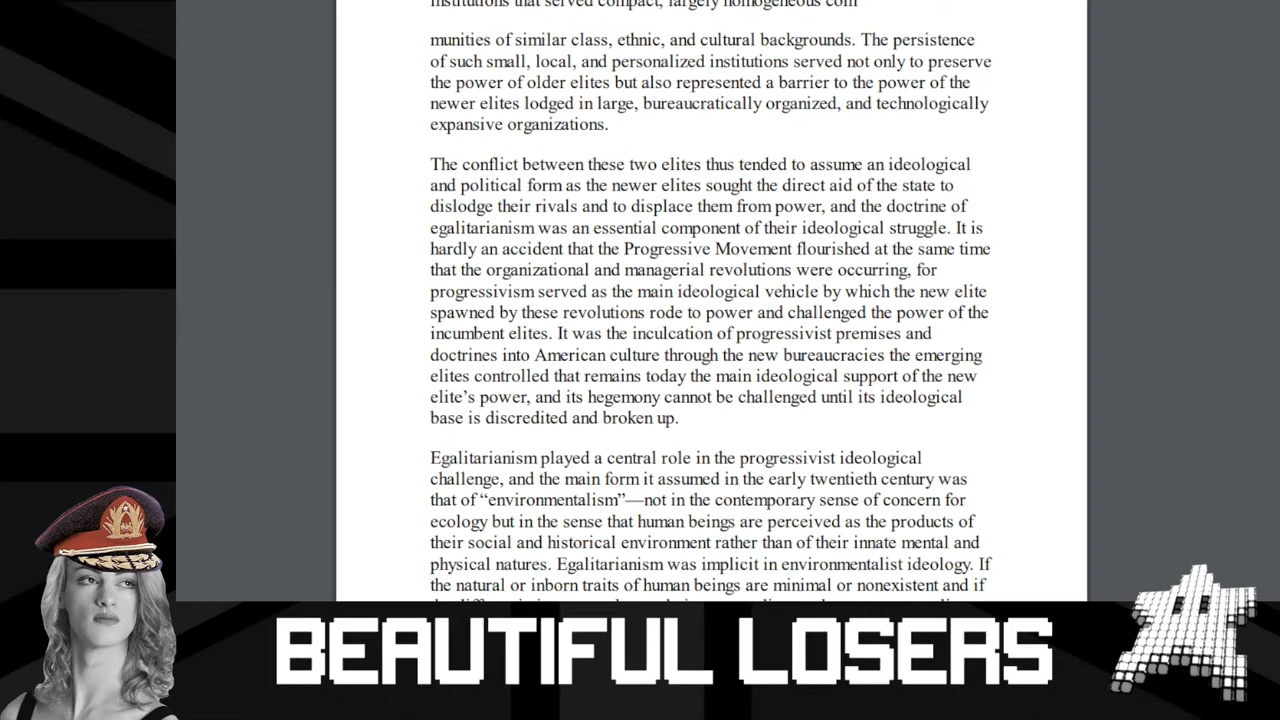 institutions that served compact, largely homogeneous com
munities of similar class, ethnic, and cultural backgrounds. The persistence
of such small, local, and personalized institutions served not only to preserve
the power of older elites but also represented a barrier to the power of the
newer elites lodged in large, bureaucratically organized, and technologically
expansive organizations.
The conflict between these two elites thus tended to assume an ideological
and political form as the newer elites sought the direct aid of the state to
dislodge their rivals and to displace them from power, and the doctrine of
egalitarianism was an essential component of their ideological struggle. It is
hardly an accident that the Progressive Movement flourished at the same time
that the organizational and managerial revolutions were occurring, for
progressivism served as the main ideological vehicle by which the new elite
spawned by these revolutions rode to power and challenged the power of the
incumbent elites. It was the inculcation of progressivist premises and
doctrines into American culture through the new bureaucracies the emerging
elites controlled that remains today the main ideological support of the new
elite’s power, and its hegemony cannot be challenged until its ideological
base is discredited and broken up.
Egalitarianism played a central role in the progressivist ideological
challenge, and the main form it assumed in the early twentieth century was
that of “environmentalism”—not in the contemporary sense of concern for
ecology but in the sense that human beings are perceived as the products of
their social and historical environment rather than of their innate mental and
physical natures. Egalitarianism was implicit in environmentalist ideology. If
the natural or inborn traits of human beings are minimal or nonexistent and if
BEAUTIFUL LOSERS